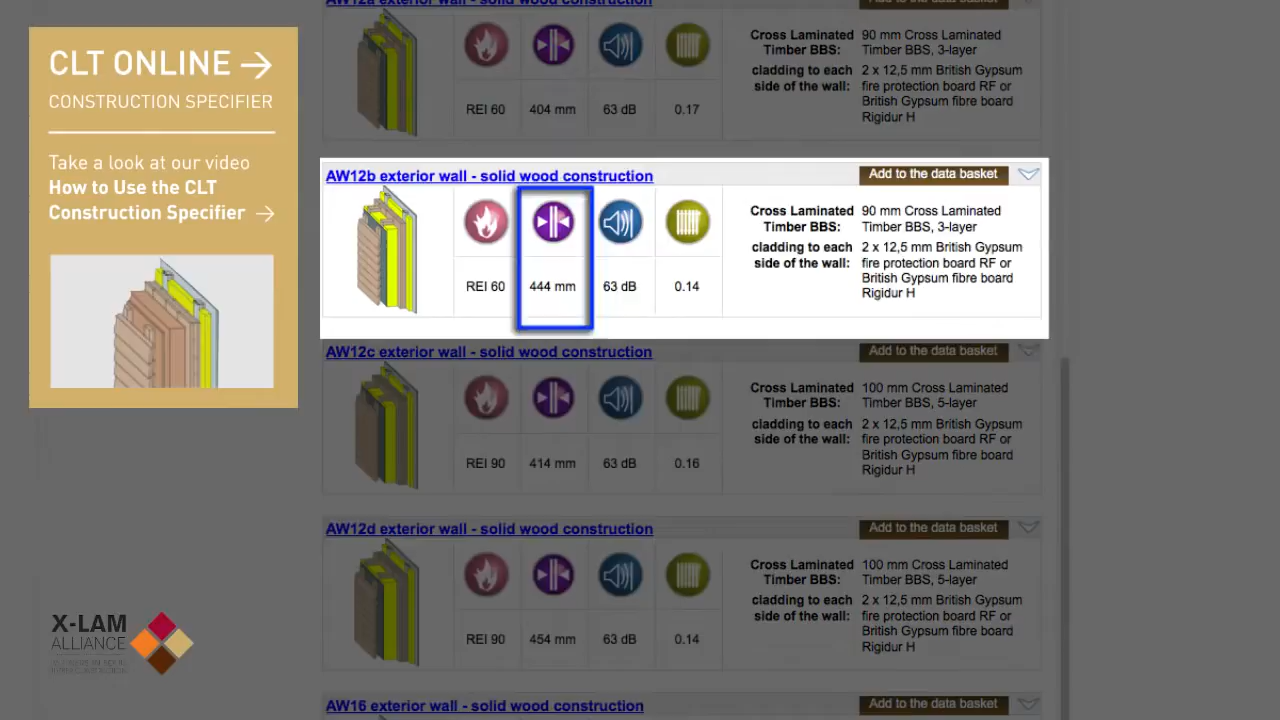 CLT ONLINE →
CONSTRUCTION SPECIFIER
Take a look at our video
How to Use the CLT
Construction Specifier →
X-LAM
ALLIANCE
AW12a exterior wall - solid wood construction
Add to the data basket
REI 60
404 mm
63 dB
0.17
Cross Laminated
Timber BBS:
90 mm Cross Laminated
Timber BBS, 3-layer
cladding to each
side of the wall:
2 x 12,5 mm British Gypsum
fire protection board RF or
British Gypsum fibre board
Rigidur H
AW12b exterior wall - solid wood construction
Add to the data basket
REI 60
444 mm
63 dB
0.14
Cross Laminated
Timber BBS:
90 mm Cross Laminated
Timber BBS, 3-layer
cladding to each
side of the wall:
2 x 12,5 mm British Gypsum
fire protection board RF or
British Gypsum fibre board
Rigidur H
AW12c exterior wall - solid wood construction
Add to the data basket
REI 90
414 mm
63 dB
0.16
Cross Laminated
Timber BBS:
100 mm Cross Laminated
Timber BBS, 5-layer
cladding to each
side of the wall:
2 x 12,5 mm British Gypsum
fire protection board RF or
British Gypsum fibre board
Rigidur H
AW12d exterior wall - solid wood construction
Add to the data basket
REI 90
454 mm
63 dB
0.14
Cross Laminated
Timber BBS:
100 mm Cross Laminated
Timber BBS, 5-layer
cladding to each
side of the wall:
2 x 12,5 mm British Gypsum
fire protection board RF or
British Gypsum fibre board
Rigidur H
AW16 exterior wall - solid wood construction
Add to the data basket